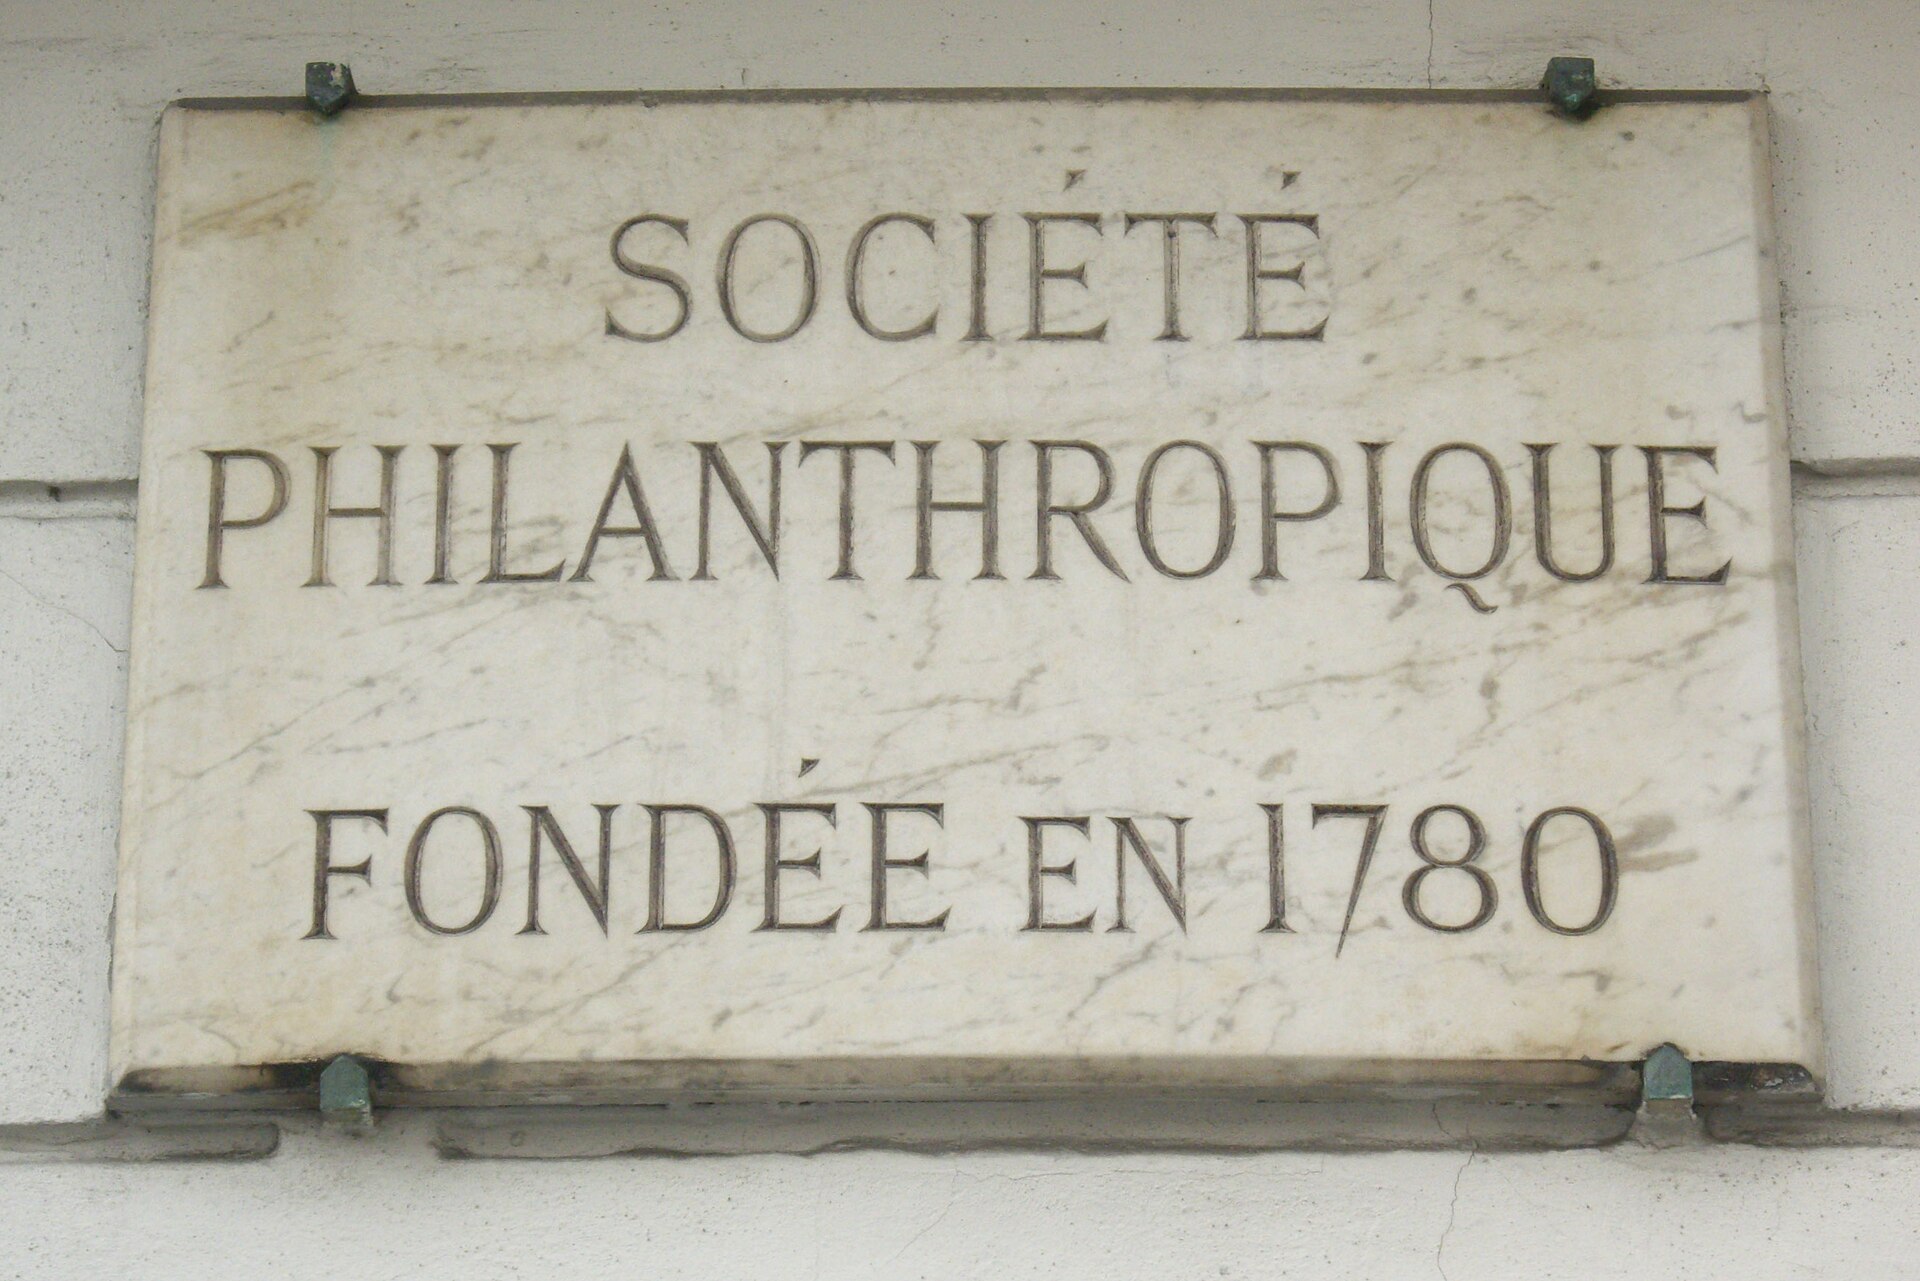 SOCIÉTÉ
PHILANTHROPIQUE
FONDÉE EN 1780